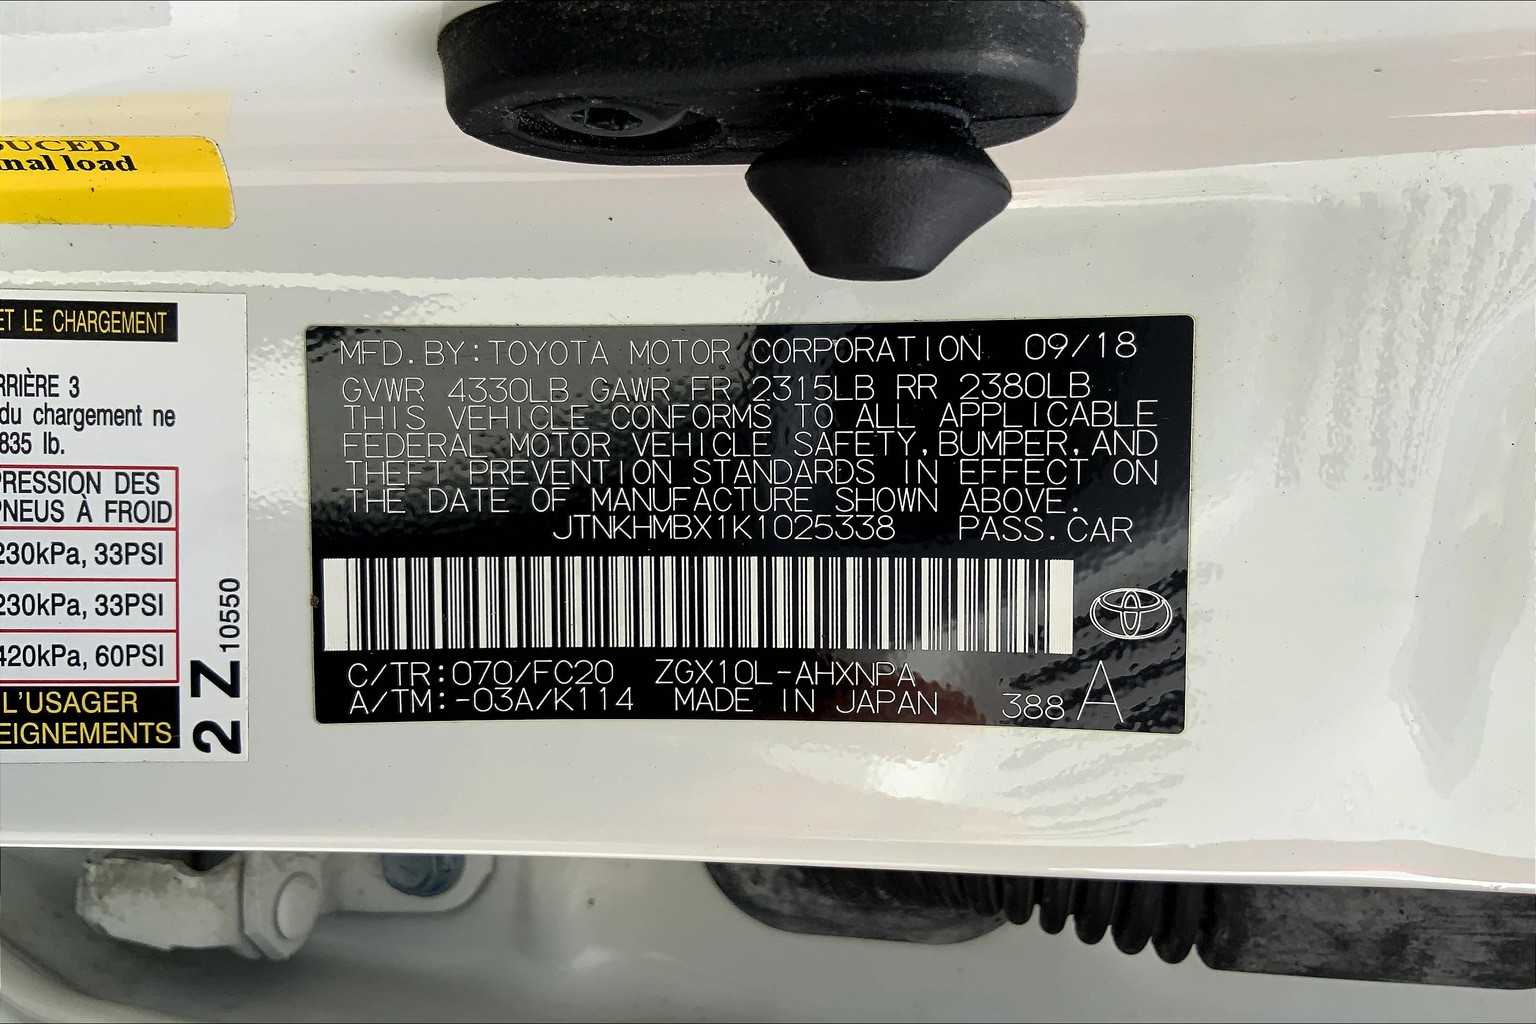 UCED
mal load
ET LE CHARGEMENT
RRIÈRE 3
du chargement ne
835 lb.
PRESSION DES
PNEUS À FROID
230kPa, 33PSI
230kPa, 33PSI
420kPa, 60PSI
L'USAGER
EIGNEMENTS
2 Z 10550
MFD. BY: TOYOTA MOTOR CORPORATION 09/18
GVWR 4330LB GAWR FR 2315LB RR 2380LB
THIS VEHICLE CONFORMS TO ALL APPLICABLE
FEDERAL MOTOR VEHICLE SAFETY, BUMPER, AND
THEFT PREVENTION STANDARDS IN EFFECT ON
THE DATE OF MANUFACTURE SHOWN ABOVE.
JTNKHMBX1K1025338 PASS. CAR
C/TR: 070/FC20 ZGX10L-AHXNPA
A/TM: -03A/K114 MADE IN JAPAN 388 A